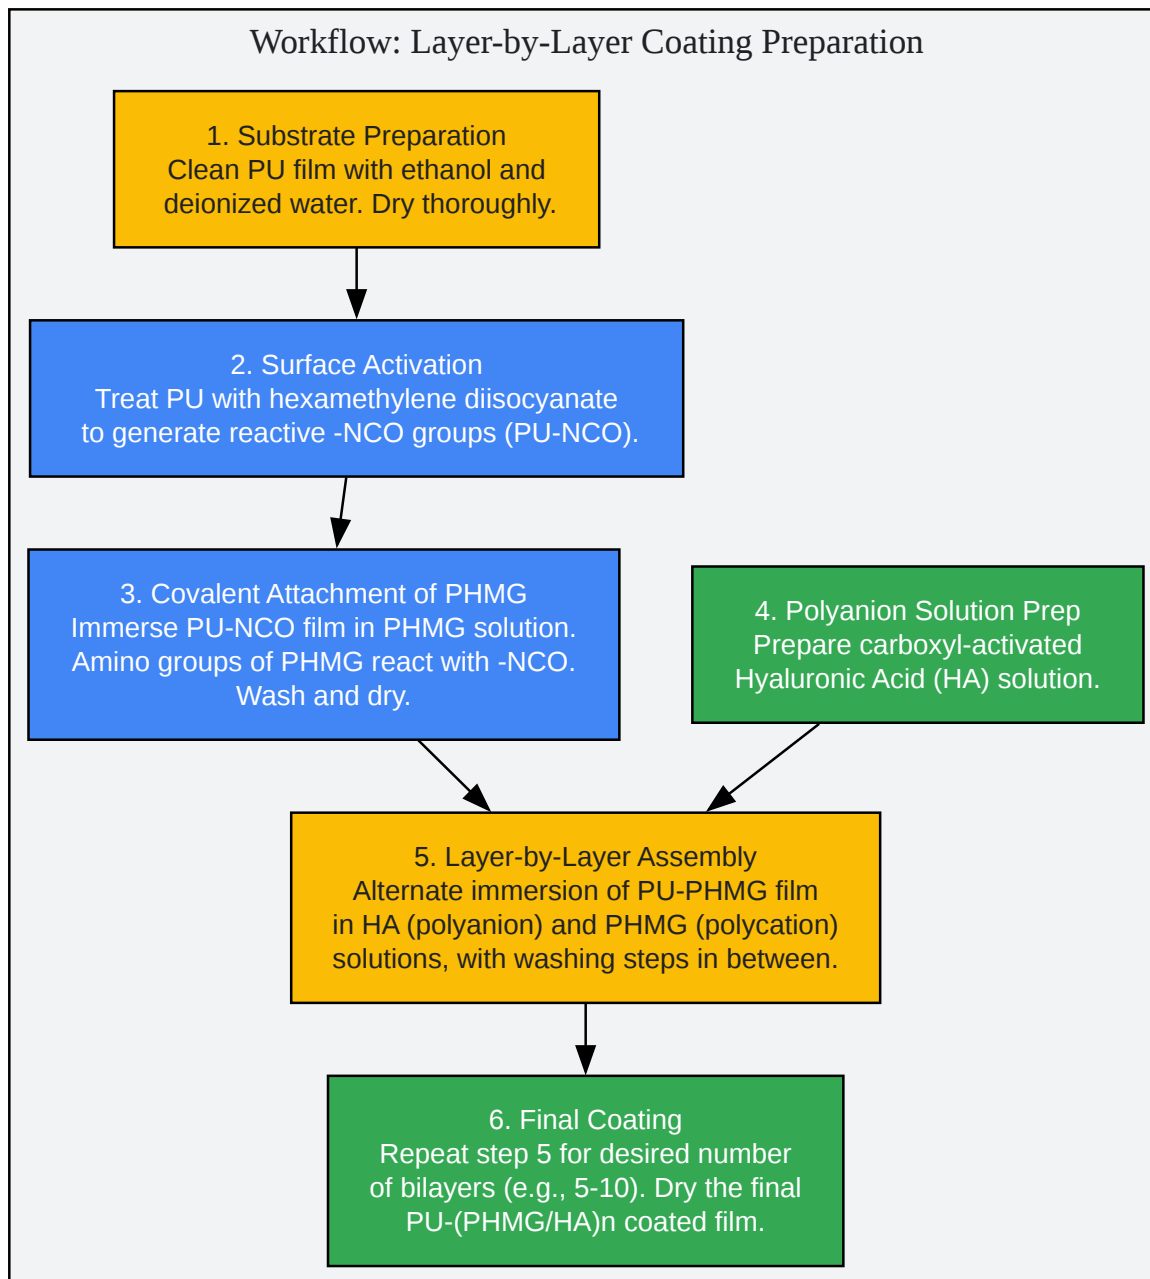 Workflow: Layer-by-Layer Coating Preparation
1. Substrate Preparation
Clean PU film with ethanol and
deionized water. Dry thoroughly.
2. Surface Activation
Treat PU with hexamethylene diisocyanate
to generate reactive -NCO groups (PU-NCO).
3. Covalent Attachment of PHMG
Immerse PU-NCO film in PHMG solution.
Amino groups of PHMG react with -NCO.
Wash and dry.
4. Polyanion Solution Prep
Prepare carboxyl-activated
Hyaluronic Acid (HA) solution.
5. Layer-by-Layer Assembly
Alternate immersion of PU-PHMG film
in HA (polyanion) and PHMG (polycation)
solutions, with washing steps in between.
6. Final Coating
Repeat step 5 for desired number
of bilayers (e.g., 5-10). Dry the final
PU-(PHMG/HA)n coated film.